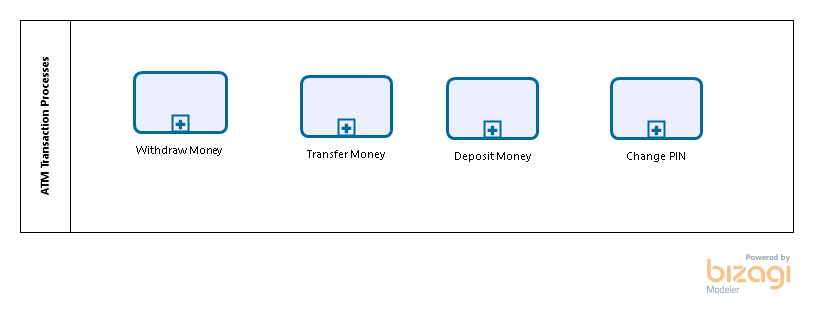 ATM Transaction Processes
Withdraw Money
Transfer Money
Deposit Money
Change PIN
Powered by
bizagi
Modeler